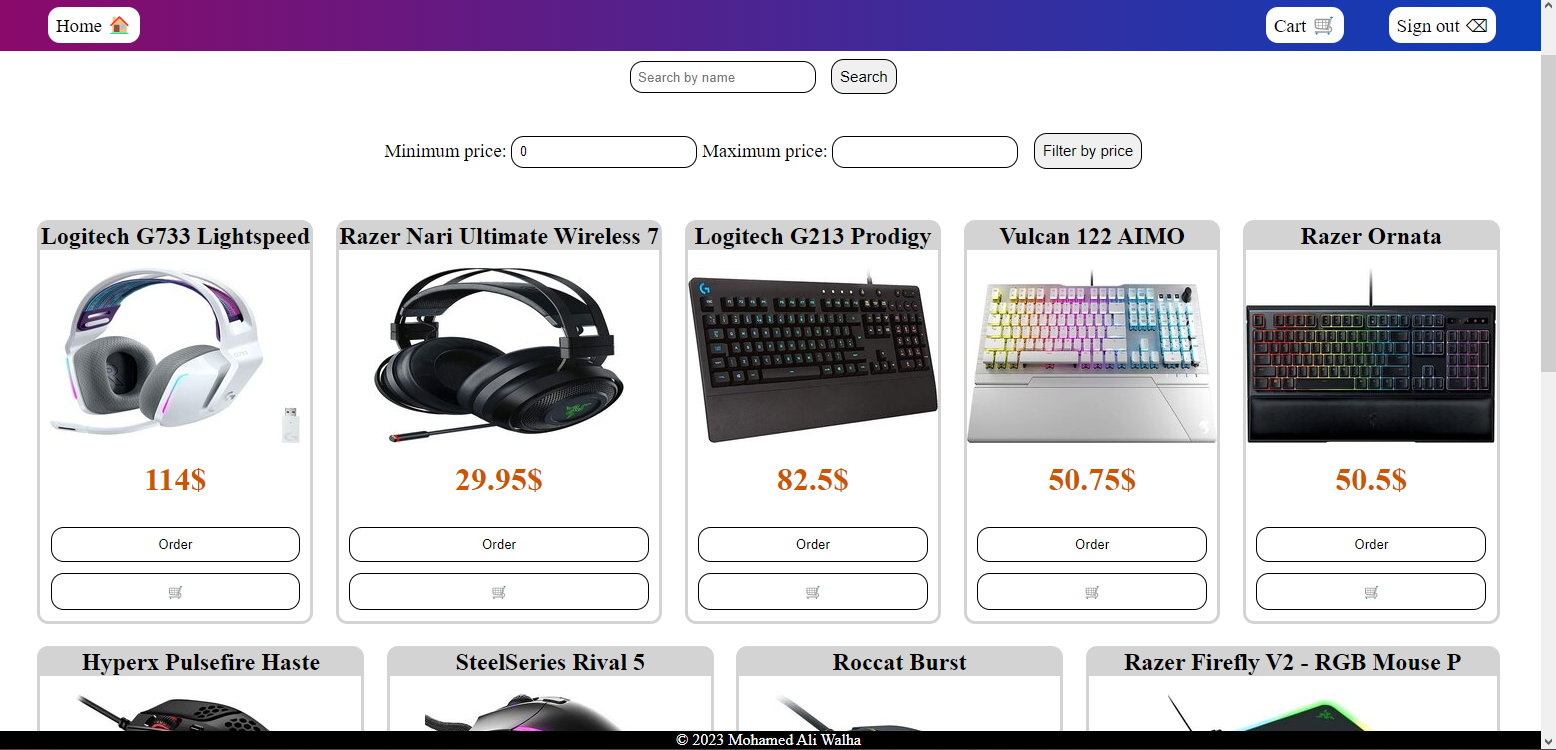 Home Cart Sign out
Search by name Search
Minimum price: 0 Maximum price: Filter by price
Logitech G733 Lightspeed Razer Nari Ultimate Wireless 7 Logitech G213 Prodigy Vulcan 122 AIMO Razer Ornata
114$ 29.95$ 82.5$ 50.75$ 50.5$
Order Order Order Order Order
Hyperx Pulsefire Haste SteelSeries Rival 5 Roccat Burst Razer Firefly V2 - RGB Mouse P
© 2023 Mohamed Ali Walha